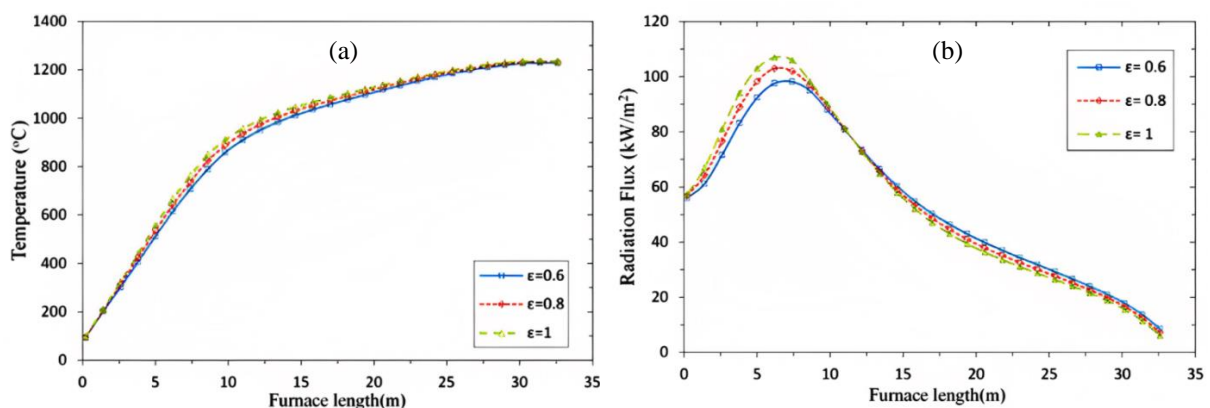 (a)
Temperature (°C)
1400
1200
1000
800
600
400
200
0
0 5 10 15 20 25 30 35
Furnace length(m)
ε=0.6
ε=0.8
ε=1
(b)
Radiation Flux (kW/m²)
120
100
80
60
40
20
0
0 5 10 15 20 25 30 35
Furnace length(m)
ε= 0.6
ε= 0.8
ε= 1